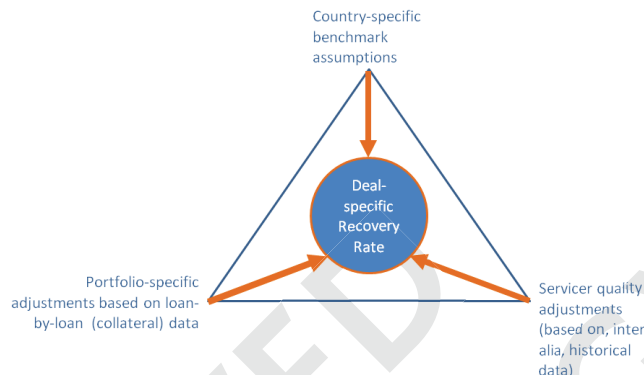 Country-specific
benchmark
assumptions
Deal-
specific
Recovery
Rate
Portfolio-specific
adjustments based on loan-
by-loan (collateral) data
Servicer quality
adjustments
(based on, inter
alia, historical
data)